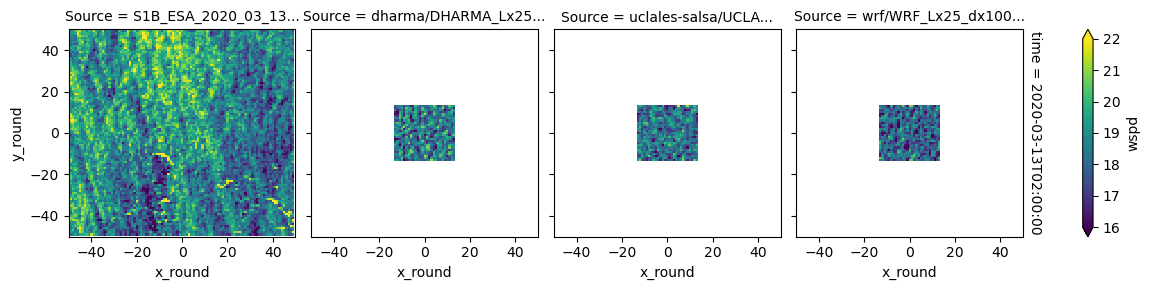 Source = S1B_ESA_2020_03_13...
Source = dharma/DHARMA_Lx25...
Source = uclales-salsa/UCLA...
Source = wrf/WRF_Lx25_dx100...
y_round
40
20
0
−20
−40
−40 −20 0 20 40
x_round
−40 −20 0 20 40
x_round
−40 −20 0 20 40
x_round
−40 −20 0 20 40
x_round
time = 2020-03-13T02:00:00
22
21
20
19
18
17
16
wspd